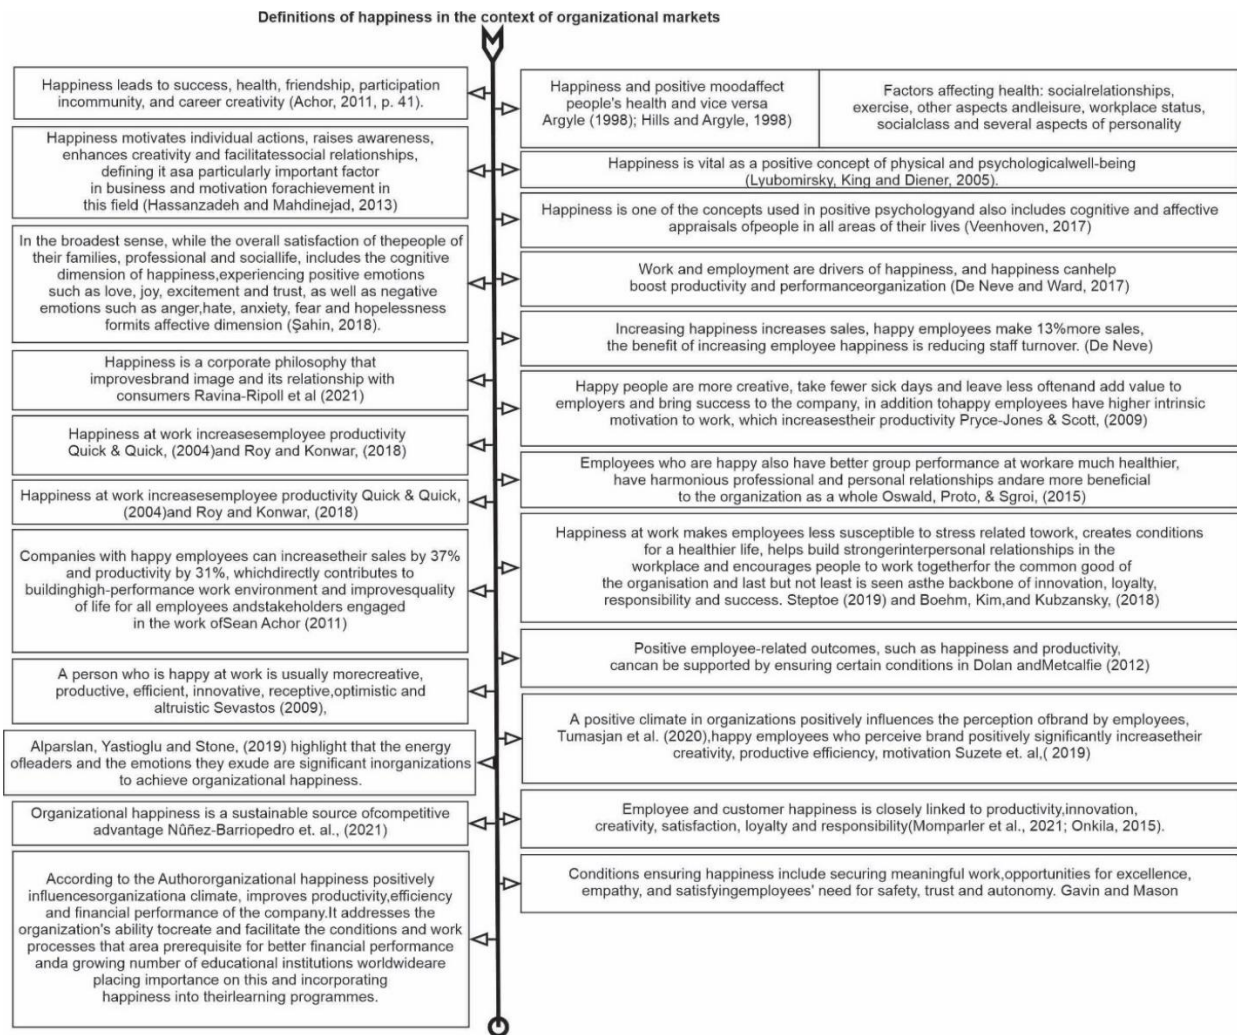 Definitions of happiness in the context of organizational markets
Happiness leads to success, health, friendship, participation
incommunity, and career creativity (Achor, 2011, p. 41).
Happiness motivates individual actions, raises awareness,
enhances creativity and facilitatessocial relationships,
defining it asa particularly important factor
in business and motivation forachievement in
this field (Hassanzadeh and Mahdinejad, 2013)
In the broadest sense, while the overall satisfaction of thepeople of
their families, professional and sociallife, includes the cognitive
dimension of happiness,experiencing positive emotions
such as love, joy, excitement and trust, as well as negative
emotions such as anger,hate, anxiety, fear and hopelessness
formits affective dimension (Şahin, 2018).
Happiness is a corporate philosophy that
improvesbrand image and its relationship with
consumers Ravina-Ripoll et al (2021)
Happiness at work increasesemployee productivity
Quick & Quick, (2004)and Roy and Konwar, (2018)
Happiness at work increasesemployee productivity Quick & Quick,
(2004)and Roy and Konwar, (2018)
Companies with happy employees can increasetheir sales by 37%
and productivity by 31%, whichdirectly contributes to
buildinghigh-performance work environment and improvesquality
of life for all employees andstakeholders engaged
in the work ofSean Achor (2011)
A person who is happy at work is usually morecreative,
productive, efficient, innovative, receptive,optimistic and
altruistic Sevastos (2009),
Alparslan, Yastioglu and Stone, (2019) highlight that the energy
ofleaders and the emotions they exude are significant inorganizations
to achieve organizational happiness.
Organizational happiness is a sustainable source ofcompetitive
advantage Nûñez-Barriopedro et. al., (2021)
According to the Authororganizational happiness positively
influencesorganizationa climate, improves productivity,efficiency
and financial performance of the company.It addresses the
organization's ability tocreate and facilitate the conditions and work
processes that area prerequisite for better financial performance
anda growing number of educational institutions worldwideare
placing importance on this and incorporating
happiness into theirlearning programmes.
Happiness and positive moodaffect
people's health and vice versa
Argyle (1998); Hills and Argyle, 1998)
Factors affecting health: socialrelationships,
exercise, other aspects andleisure, workplace status,
socialclass and several aspects of personality
Happiness is vital as a positive concept of physical and psychologicalwell-being
(Lyubomirsky, King and Diener, 2005).
Happiness is one of the concepts used in positive psychologyand also includes cognitive and affective
appraisals ofpeople in all areas of their lives (Veenhoven, 2017)
Work and employment are drivers of happiness, and happiness canhelp
boost productivity and performanceorganization (De Neve and Ward, 2017)
Increasing happiness increases sales, happy employees make 13%more sales,
the benefit of increasing employee happiness is reducing staff turnover. (De Neve)
Happy people are more creative, take fewer sick days and leave less oftenand add value to
employers and bring success to the company, in addition tohappy employees have higher intrinsic
motivation to work, which increasestheir productivity Pryce-Jones & Scott, (2009)
Employees who are happy also have better group performance at workare much healthier,
have harmonious professional and personal relationships andare more beneficial
to the organization as a whole Oswald, Proto, & Sgroi, (2015)
Happiness at work makes employees less susceptible to stress related towork, creates conditions
for a healthier life, helps build strongerinterpersonal relationships in the
workplace and encourages people to work togetherfor the common good of
the organisation and last but not least is seen asthe backbone of innovation, loyalty,
responsibility and success. Steptoe (2019) and Boehm, Kim,and Kubzansky, (2018)
Positive employee-related outcomes, such as happiness and productivity,
cancan be supported by ensuring certain conditions in Dolan andMetcalfie (2012)
A positive climate in organizations positively influences the perception ofbrand by employees,
Tumasjan et al. (2020),happy employees who perceive brand positively significantly increasetheir
creativity, productive efficiency, motivation Suzete et. al,( 2019)
Employee and customer happiness is closely linked to productivity,innovation,
creativity, satisfaction, loyalty and responsibility(Momparler et al., 2021; Onkila, 2015).
Conditions ensuring happiness include securing meaningful work,opportunities for excellence,
empathy, and satisfyingemployees' need for safety, trust and autonomy. Gavin and Mason